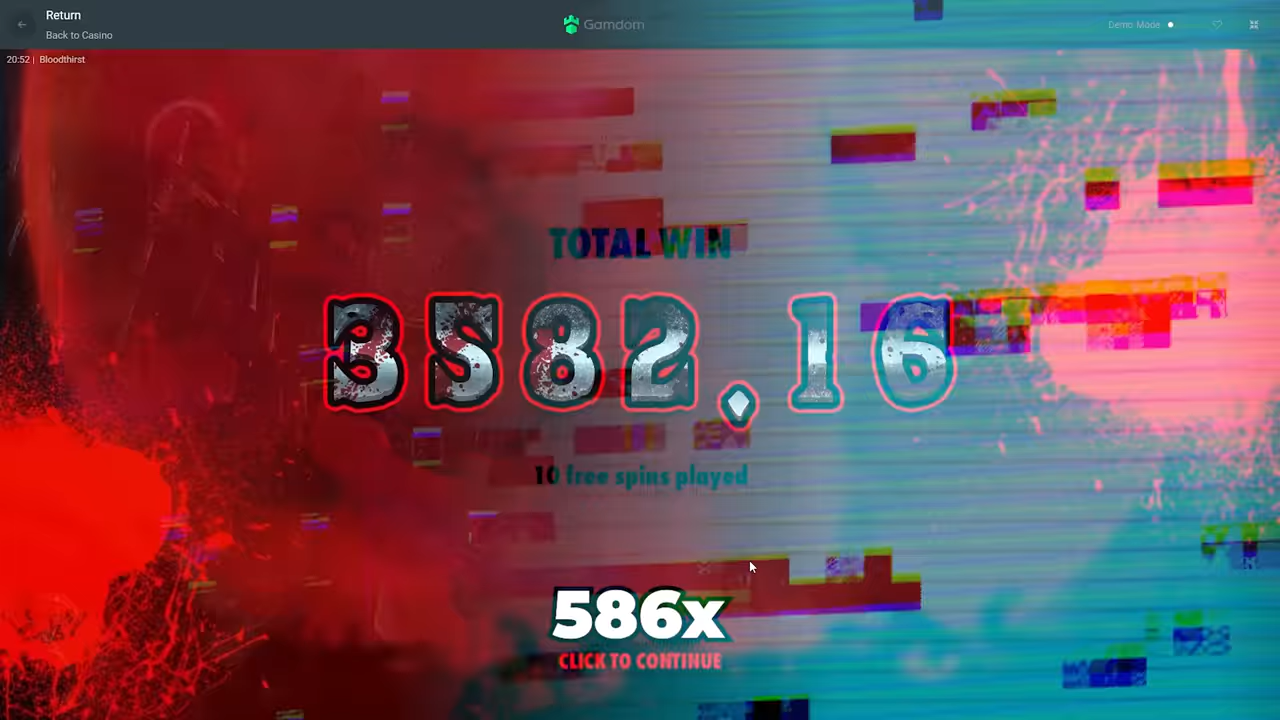 Return
Back to Casino
Gamdom
Demo Mode
20:52 | Bloodthirst
TOTAL WIN
3582.16
10 free spins played
586x
CLICK TO CONTINUE